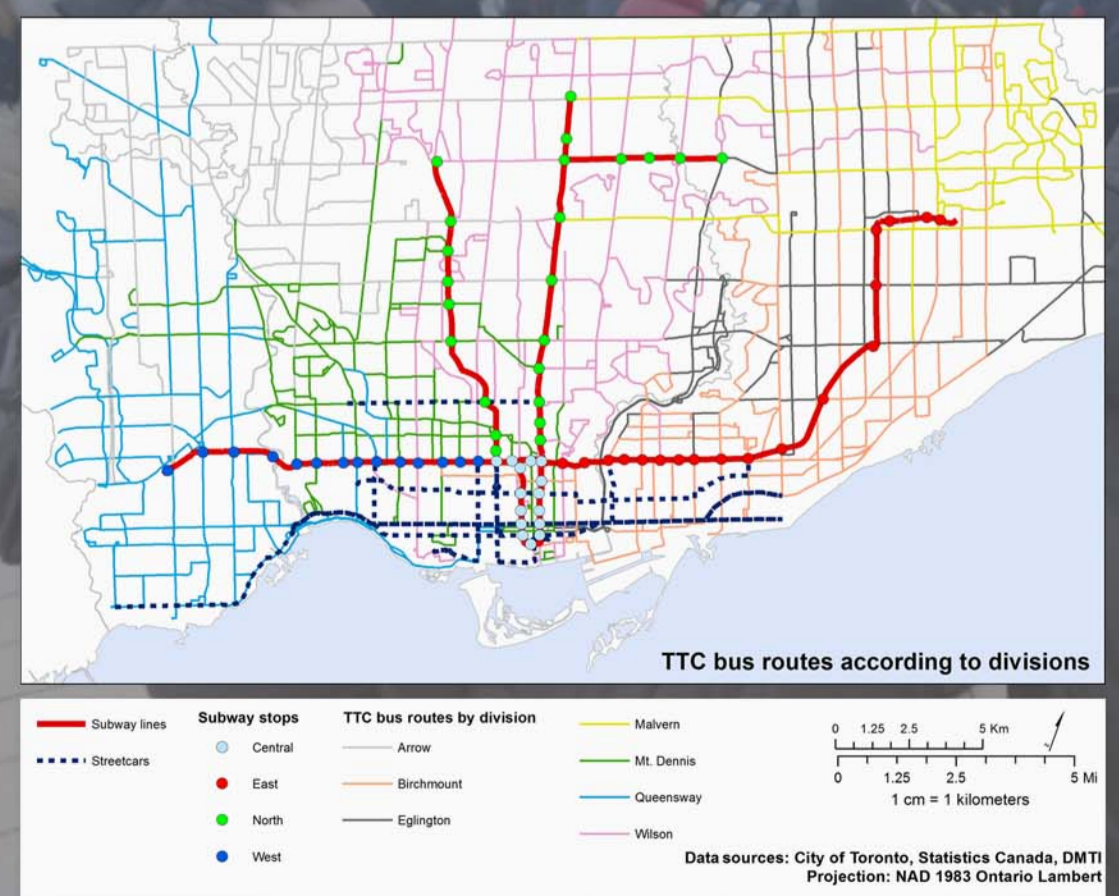 TTC bus routes according to divisions
Subway lines
Streetcars
Subway stops
Central
East
North
West
TTC bus routes by division
Arrow
Birchmount
Eglington
Malvern
Mt. Dennis
Queensway
Wilson
0 1.25 2.5 5 Km
0 1.25 2.5 5 Mi
1 cm = 1 kilometers
Data sources: City of Toronto, Statistics Canada, DMTI
Projection: NAD 1983 Ontario Lambert